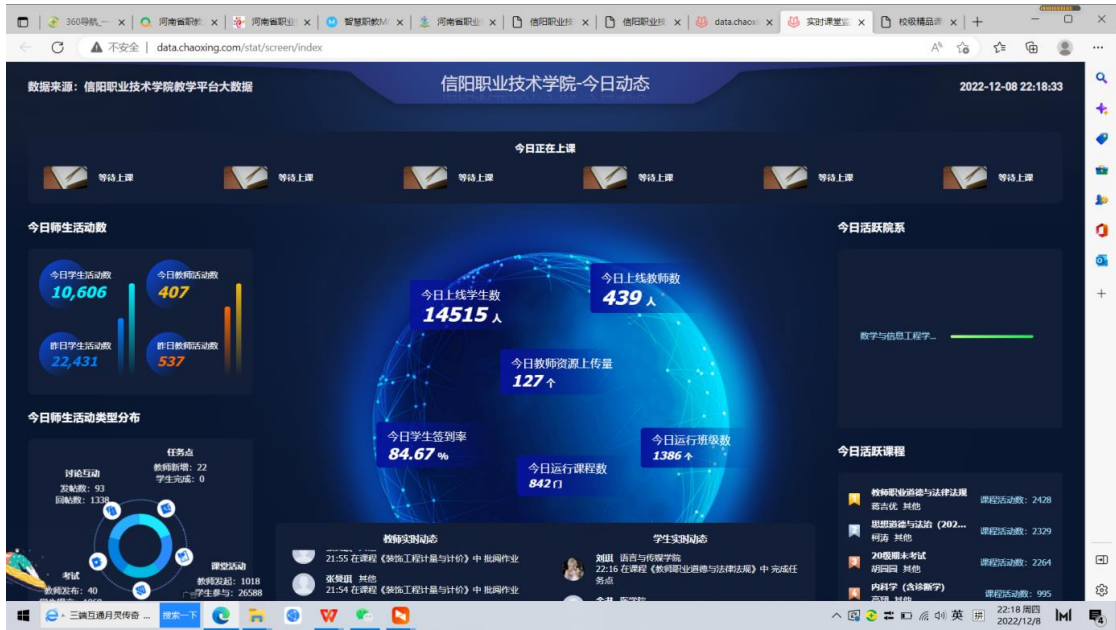 360导航_一
河南省职教
河南省职业
智慧职教M
河南省职业
信阳职业技
信阳职业技
data.chaoxi
实时课堂监
校级精品课
不安全 | data.chaoxing.com/stat/screen/index
数据来源：信阳职业技术学院教学平台大数据
信阳职业技术学院-今日动态
2022-12-08 22:18:33
今日正在上课
等待上课
等待上课
等待上课
等待上课
等待上课
等待上课
今日师生活动数
今日学生活动数
10,606
今日教师活动数
407
昨日学生活动数
22,431
昨日教师活动数
537
今日上线学生数
14515 人
今日上线教师数
439 人
今日教师资源上传量
127 个
今日学生签到率
84.67 %
今日运行班级数
1386 个
今日运行课程数
842 门
今日活跃院系
数学与信息工程学...
今日师生活动类型分布
任务点
教师新增：22
学生完成：0
讨论互动
发帖数：93
回帖数：1338
考试
教师发布：40
课堂活动
教师发起：1018
学生参与：26588
广告
教师实时动态
21:55 在课程《装饰工程计量与计价》中 批阅作业
其他
21:54 在课程《装饰工程计量与计价》中 批阅作业
学生实时动态
刘琪 语言与传媒学院
22:16 在课程《教师职业道德与法律法规》中 完成任
务点
今日活跃课程
教师职业道德与法律法规
蒋吉优 其他
课程活动数：2428
思想道德与法治（202...
柯涛 其他
课程活动数：2329
20级期末考试
胡园园 其他
课程活动数：2264
内科学（含诊断学）
课程活动数：995
三端互通月灵传奇 ...
搜索一下
英
拼
22:18 周四
2022/12/8